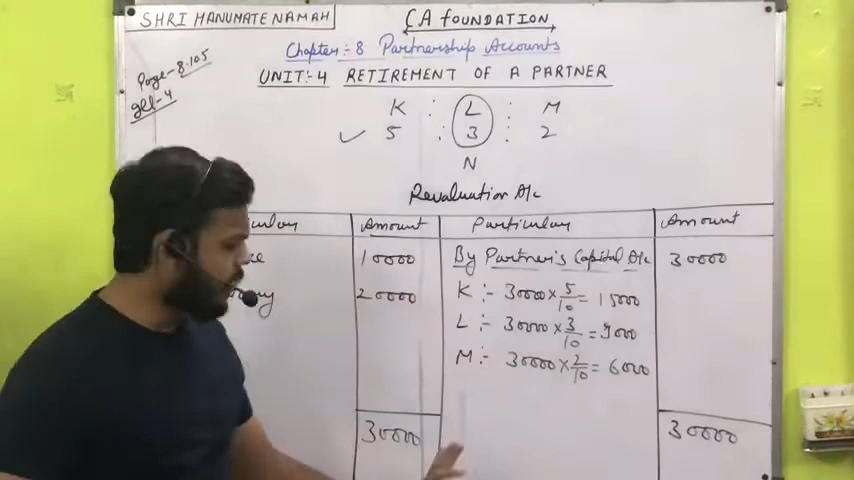 SHRI HANUMATE NAMAH
CA FOUNDATION
Chapter:- 8 Partnership Accounts
UNIT:- 4 RETIREMENT OF A PARTNER
Page-8.105
ill-4
K : L : M
5 : 3 : 2
N
Revaluation A/c
Amount Particulars Amount
10000 By Partner's Capital A/c 30000
20000 K :- 30000 × 5/10 = 15000
L :- 30000 × 3/10 = 9000
M :- 30000 × 2/10 = 6000
30000 30000